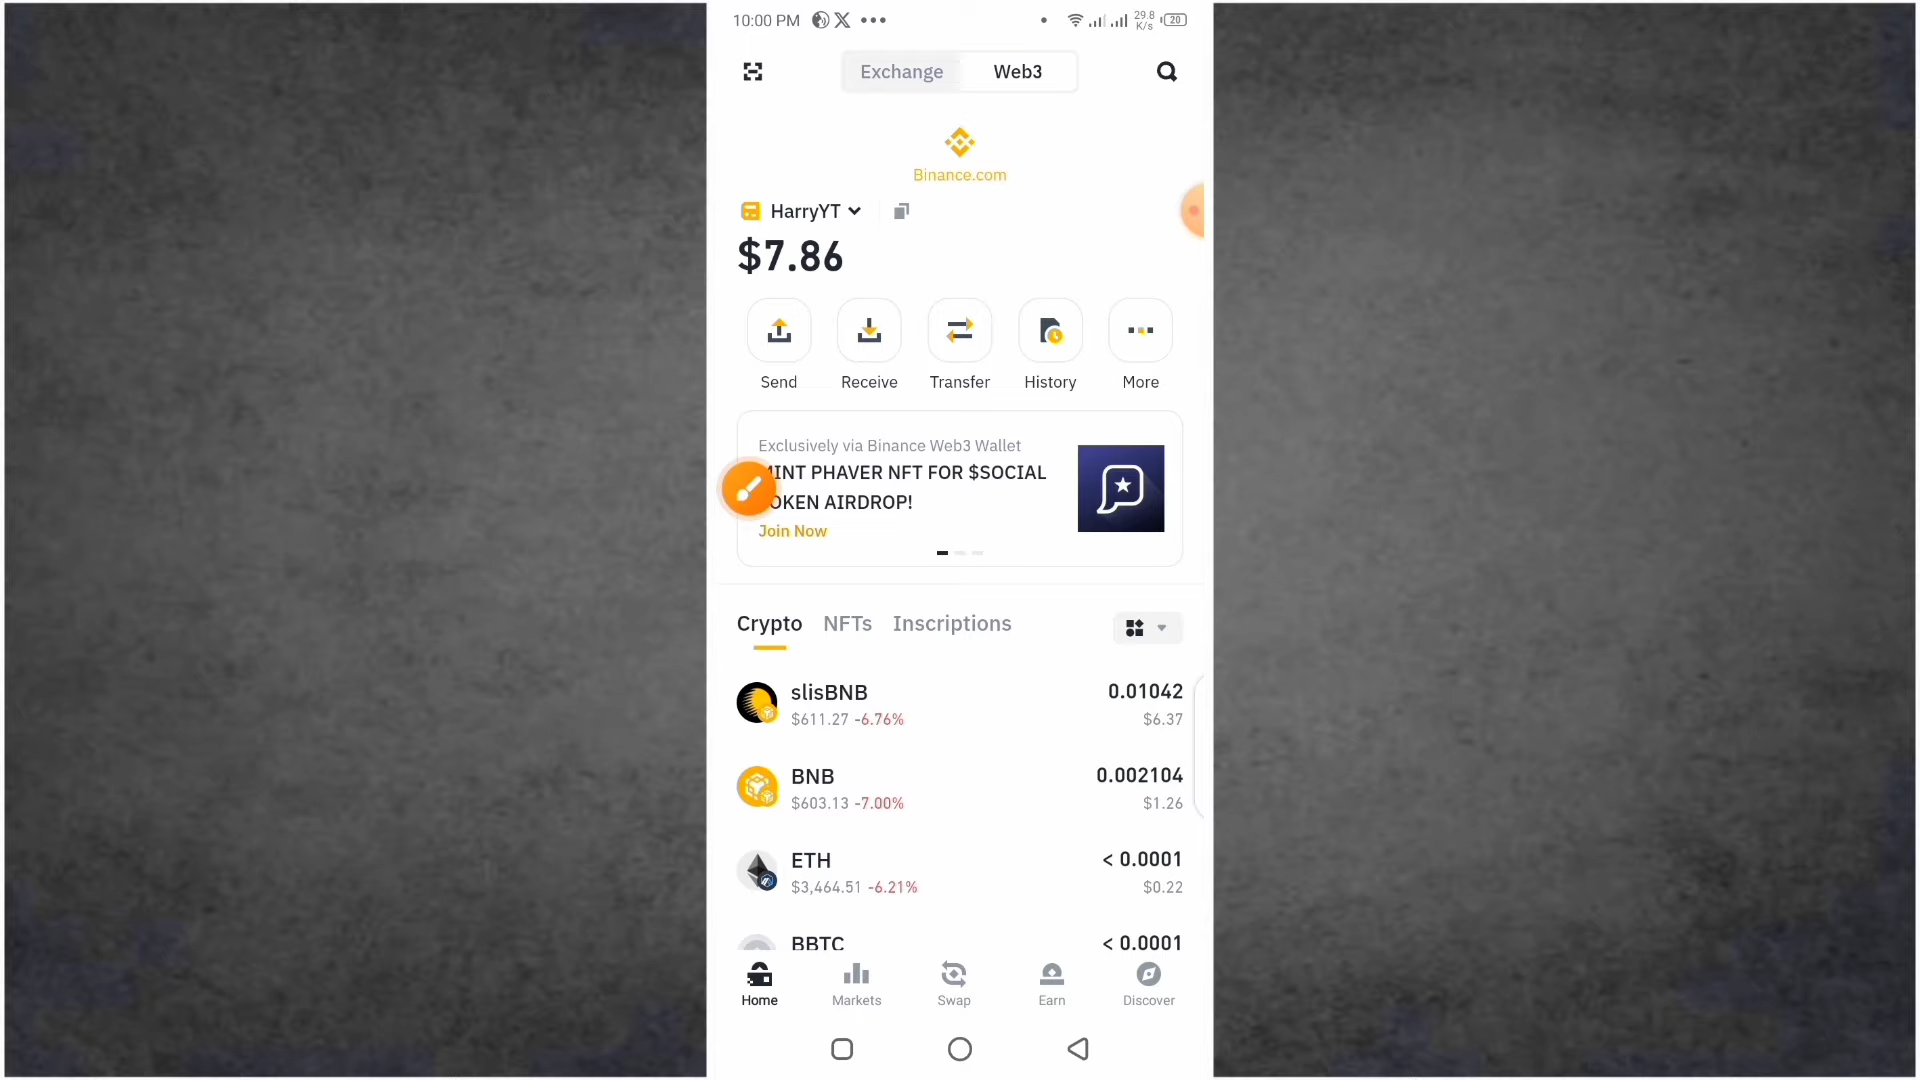 10:00 PM
29.8
K/s
20
Exchange
Web3
Binance.com
HarryYT
$7.86
Send
Receive
Transfer
History
More
Exclusively via Binance Web3 Wallet
MINT PHAVER NFT FOR $SOCIAL
OKEN AIRDROP!
Join Now
Crypto
NFTs
Inscriptions
slisBNB
0.01042
$611.27 -6.76%
$6.37
BNB
0.002104
$603.13 -7.00%
$1.26
ETH
< 0.0001
$3,464.51 -6.21%
$0.22
BBTC
< 0.0001
Home
Markets
Swap
Earn
Discover